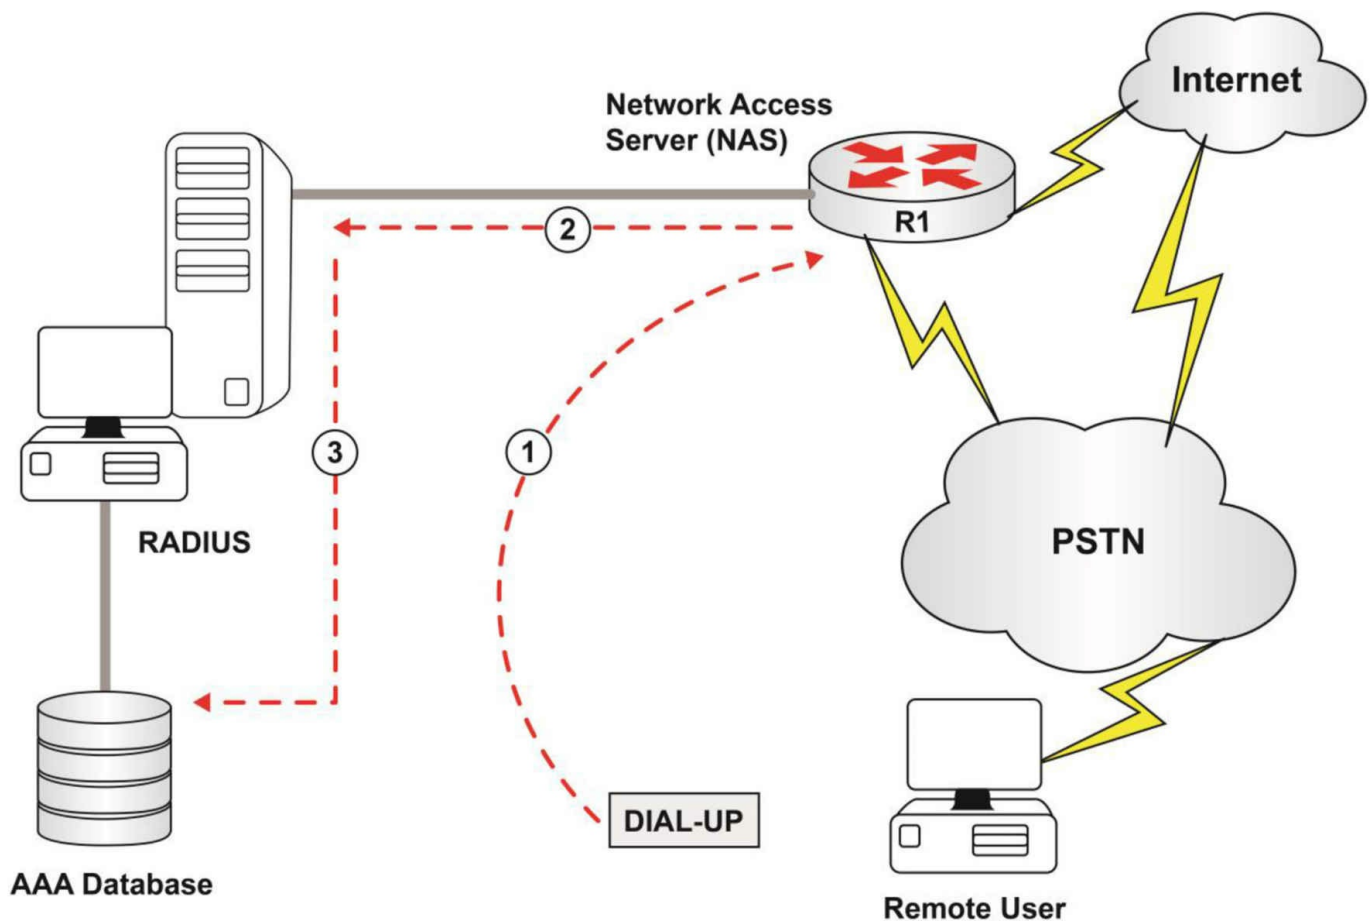 Internet
Network Access
Server (NAS)
R1
2
1
3
PSTN
RADIUS
DIAL-UP
AAA Database
Remote User